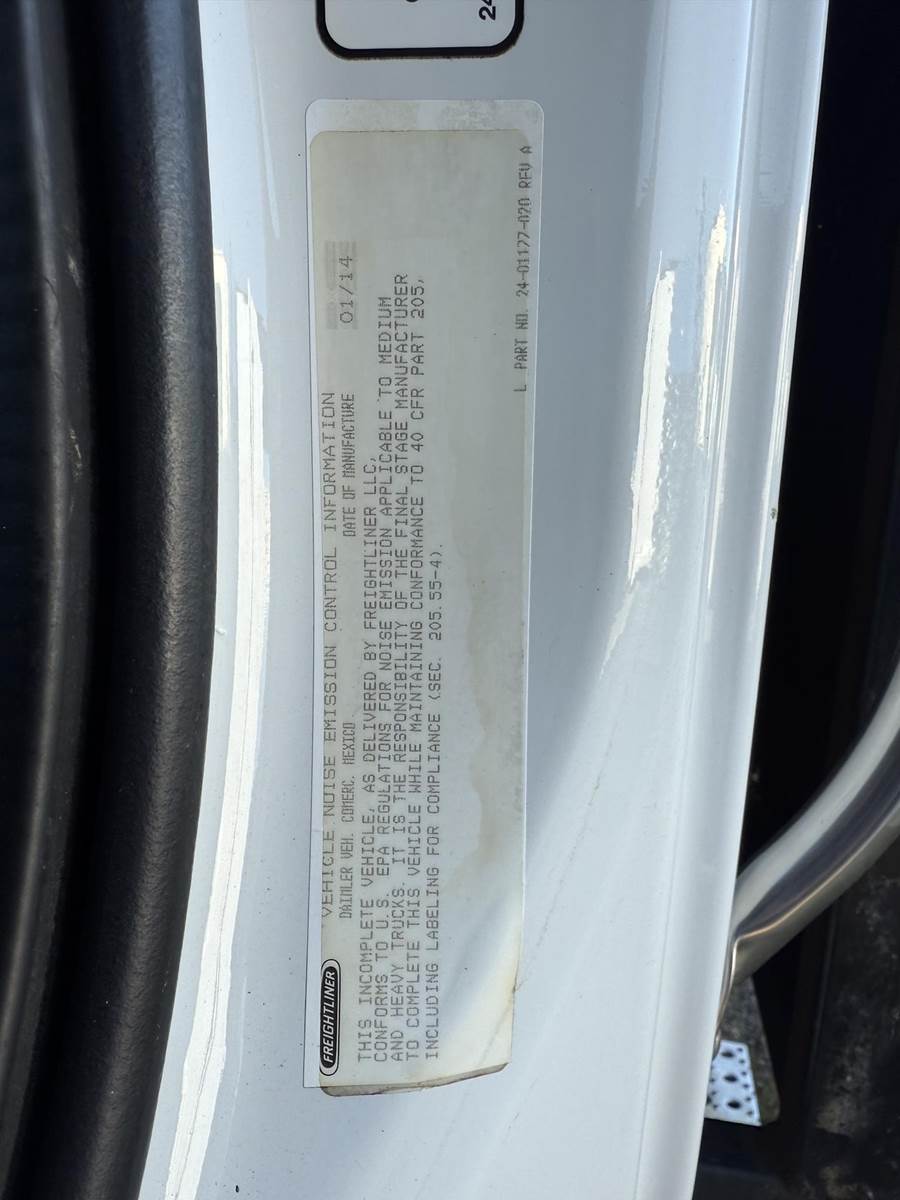 24
FREIGHTLINER
VEHICLE NOISE EMISSION CONTROL INFORMATION
DAIMLER VEH. COMERC. MEXICO DATE OF MANUFACTURE 01/14
THIS INCOMPLETE VEHICLE, AS DELIVERED BY FREIGHTLINER LLC,
CONFORMS TO U.S. EPA REGULATIONS FOR NOISE EMISSION APPLICABLE TO MEDIUM
AND HEAVY TRUCKS. IT IS THE RESPONSIBILITY OF THE FINAL STAGE MANUFACTURER
TO COMPLETE THIS VEHICLE WHILE MAINTAINING CONFORMANCE TO 40 CFR PART 205,
INCLUDING LABELING FOR COMPLIANCE (SEC. 205.55-4).
L PART NO. 24-01177-020 REV A